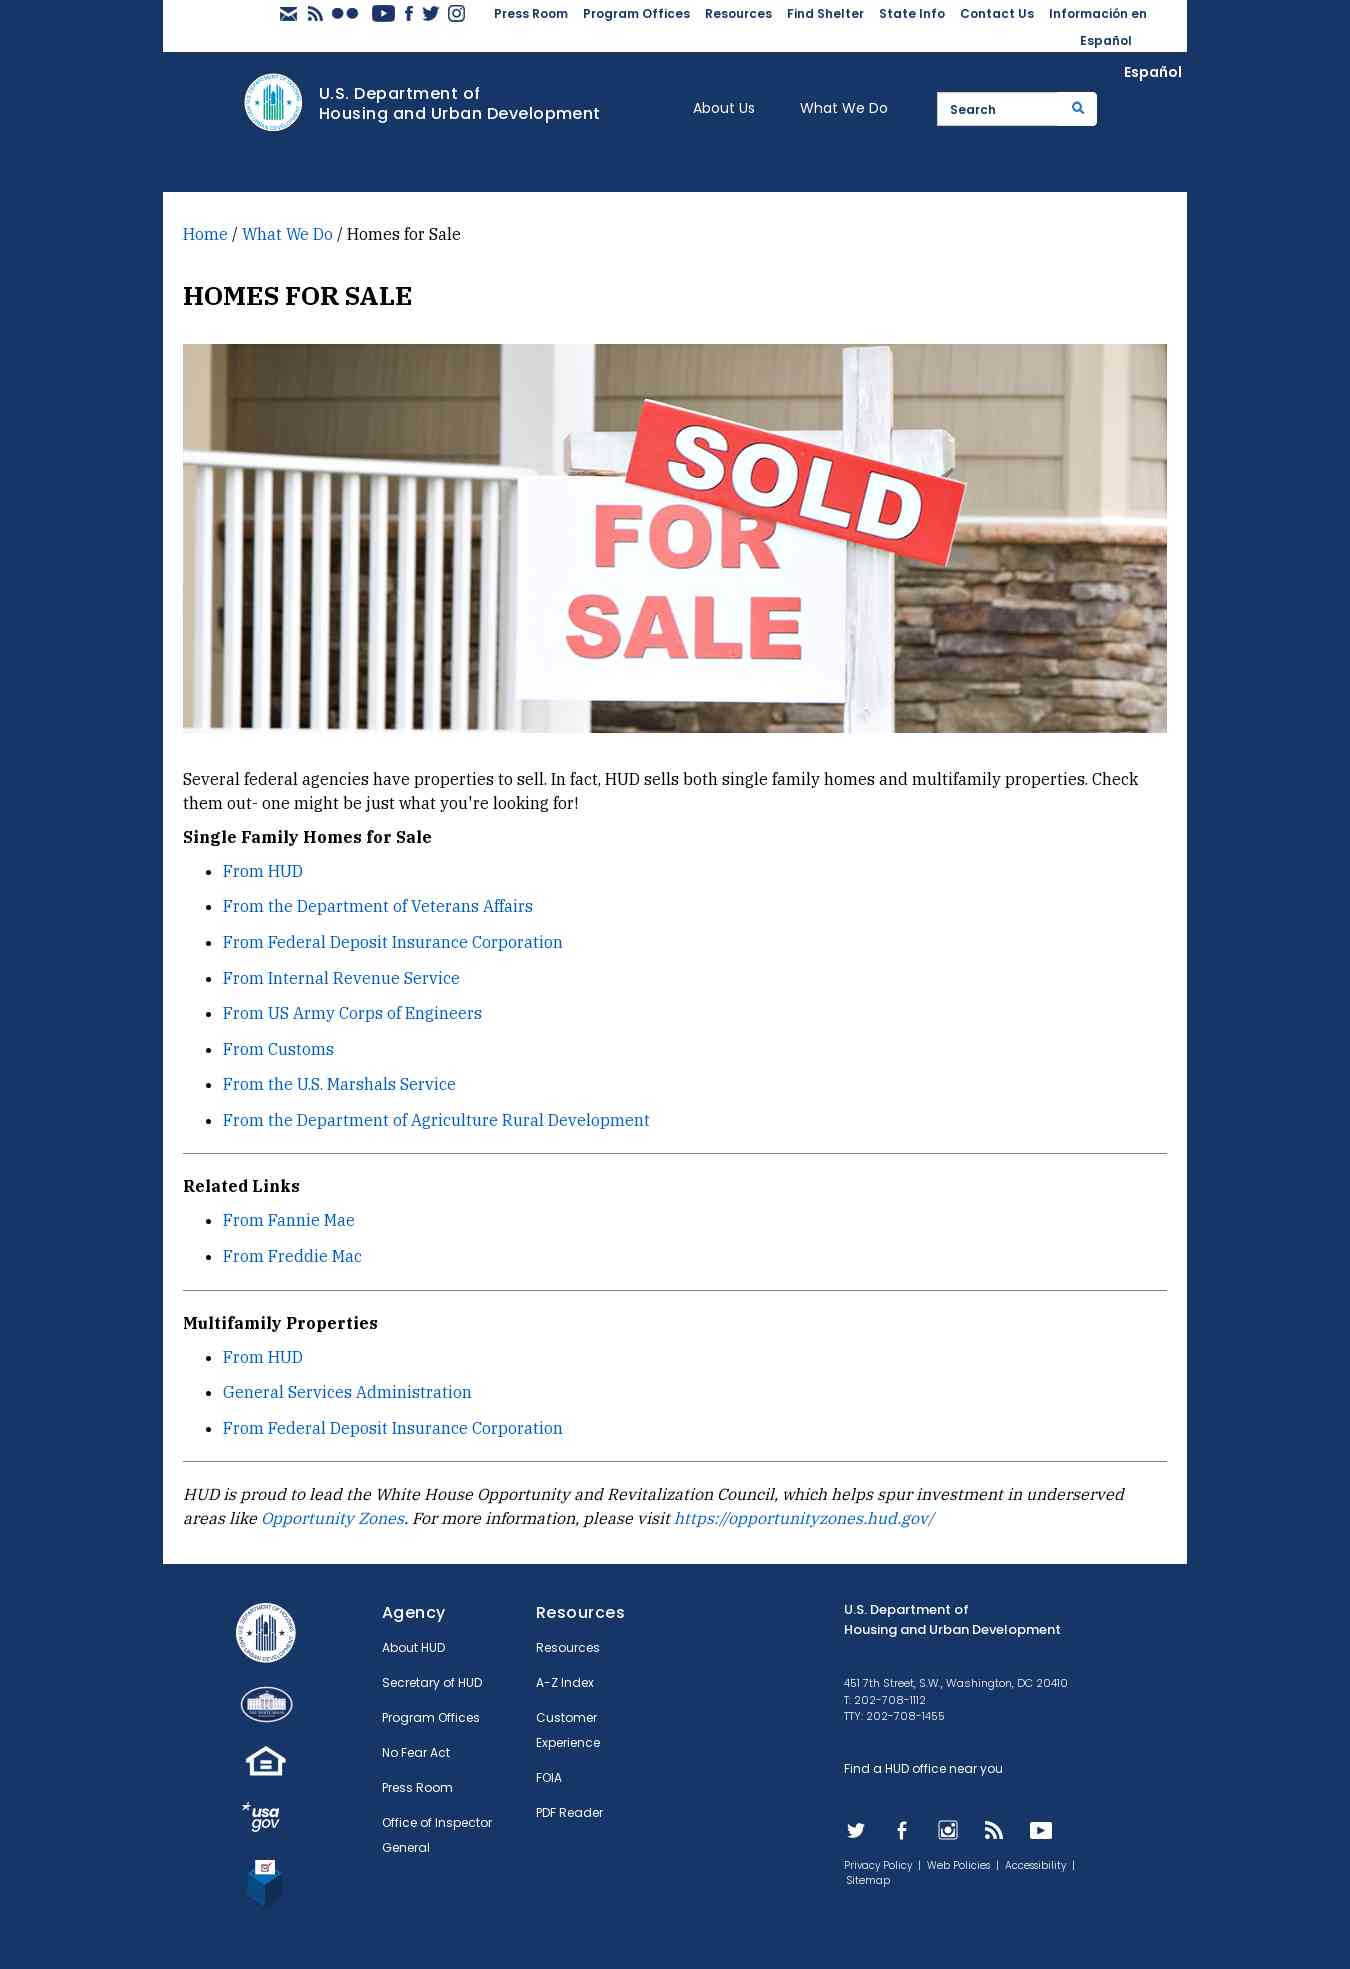 Press Room Program Offices Resources Find Shelter State Info Contact Us Información en
Español
Español
U.S. Department of
Housing and Urban Development
About Us What We Do Search
Home / What We Do / Homes for Sale
HOMES FOR SALE
SOLD
FOR
SALE
Several federal agencies have properties to sell. In fact, HUD sells both single family homes and multifamily properties. Check
them out- one might be just what you're looking for!
Single Family Homes for Sale
From HUD
From the Department of Veterans Affairs
From Federal Deposit Insurance Corporation
From Internal Revenue Service
From US Army Corps of Engineers
From Customs
From the U.S. Marshals Service
From the Department of Agriculture Rural Development
Related Links
From Fannie Mae
From Freddie Mac
Multifamily Properties
From HUD
General Services Administration
From Federal Deposit Insurance Corporation
HUD is proud to lead the White House Opportunity and Revitalization Council, which helps spur investment in underserved
areas like Opportunity Zones. For more information, please visit https://opportunityzones.hud.gov/
usa
gov
Agency
About HUD
Secretary of HUD
Program Offices
No Fear Act
Press Room
Office of Inspector
General
Resources
Resources
A-Z Index
Customer
Experience
FOIA
PDF Reader
U.S. Department of
Housing and Urban Development
451 7th Street, S.W., Washington, DC 20410
T: 202-708-1112
TTY: 202-708-1455
Find a HUD office near you
Privacy Policy | Web Policies | Accessibility |
Sitemap